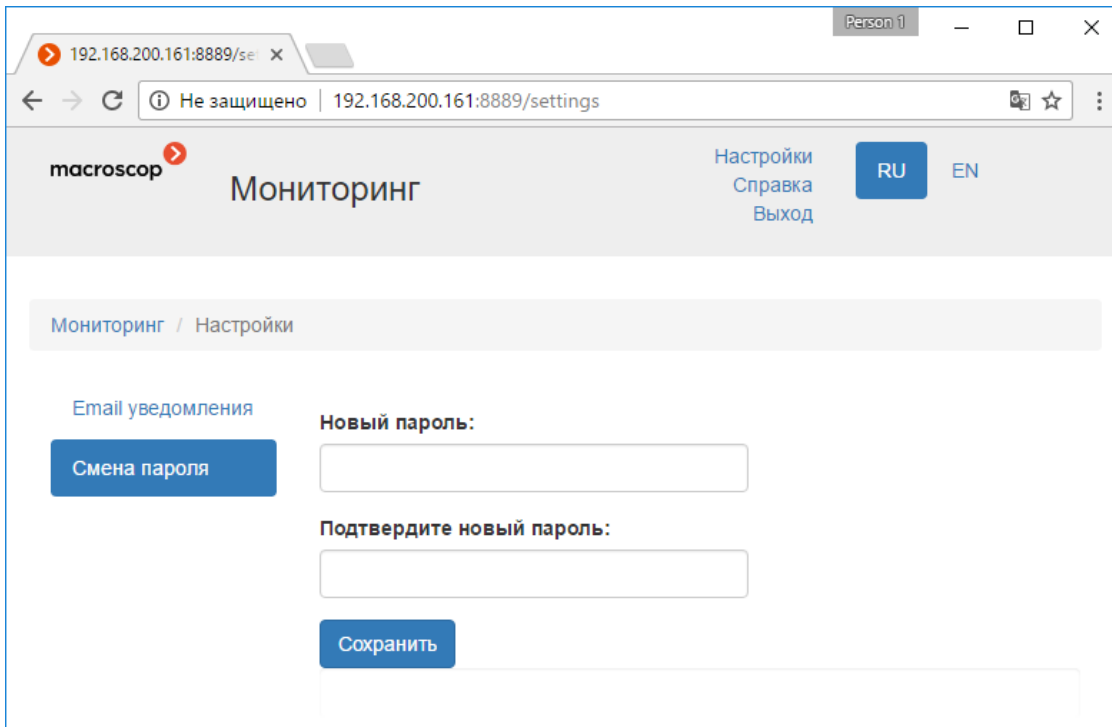 Person 1
192.168.200.161:8889/se
Не защищено 192.168.200.161:8889/settings
macroscop
Мониторинг
Настройки
Справка
Выход
RU
EN
Мониторинг / Настройки
Email уведомления
Смена пароля
Новый пароль:
Подтвердите новый пароль:
Сохранить